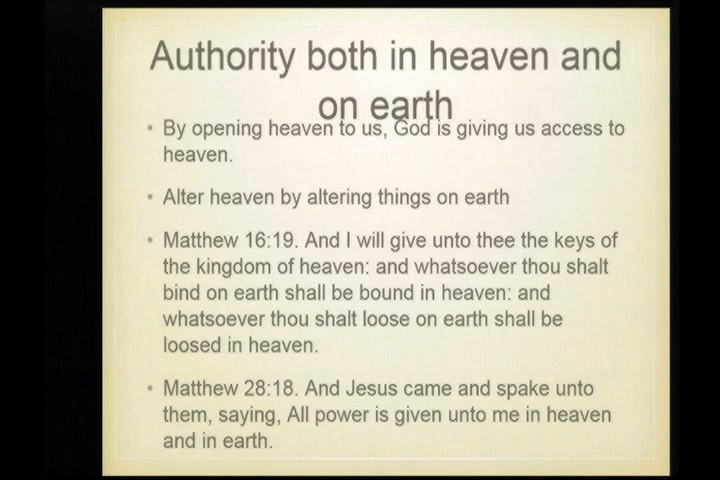 Authority both in heaven and
on earth
• By opening heaven to us, God is giving us access to
heaven.
• Alter heaven by altering things on earth
• Matthew 16:19. And I will give unto thee the keys of
the kingdom of heaven: and whatsoever thou shalt
bind on earth shall be bound in heaven: and
whatsoever thou shalt loose on earth shall be
loosed in heaven.
• Matthew 28:18. And Jesus came and spake unto
them, saying, All power is given unto me in heaven
and in earth.